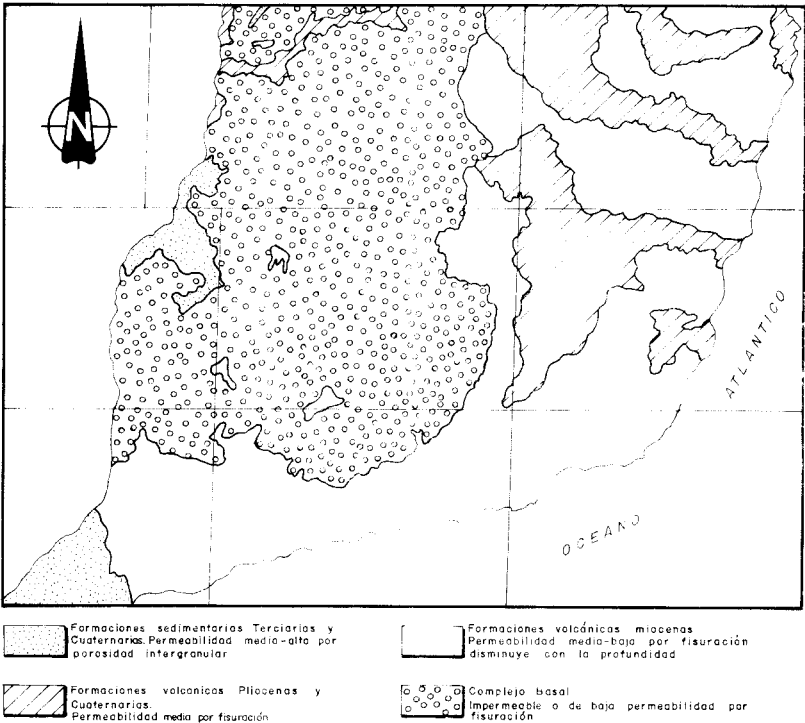 N
ATLANTICO
OCEANO
Formaciones sedimentarias Terciarias y
Cuaternarias. Permeabilidad media-alta por
porosidad intergranular
Formaciones volcánicas miocenas
Permeabilidad media-baja por fisuración
disminuye con la profundidad
Formaciones volcanicas Pliocenas y
Cuaternarias.
Permeabilidad media por fisuración
Complejo Basal
Impermeable o de baja permeabilidad por
fisuración